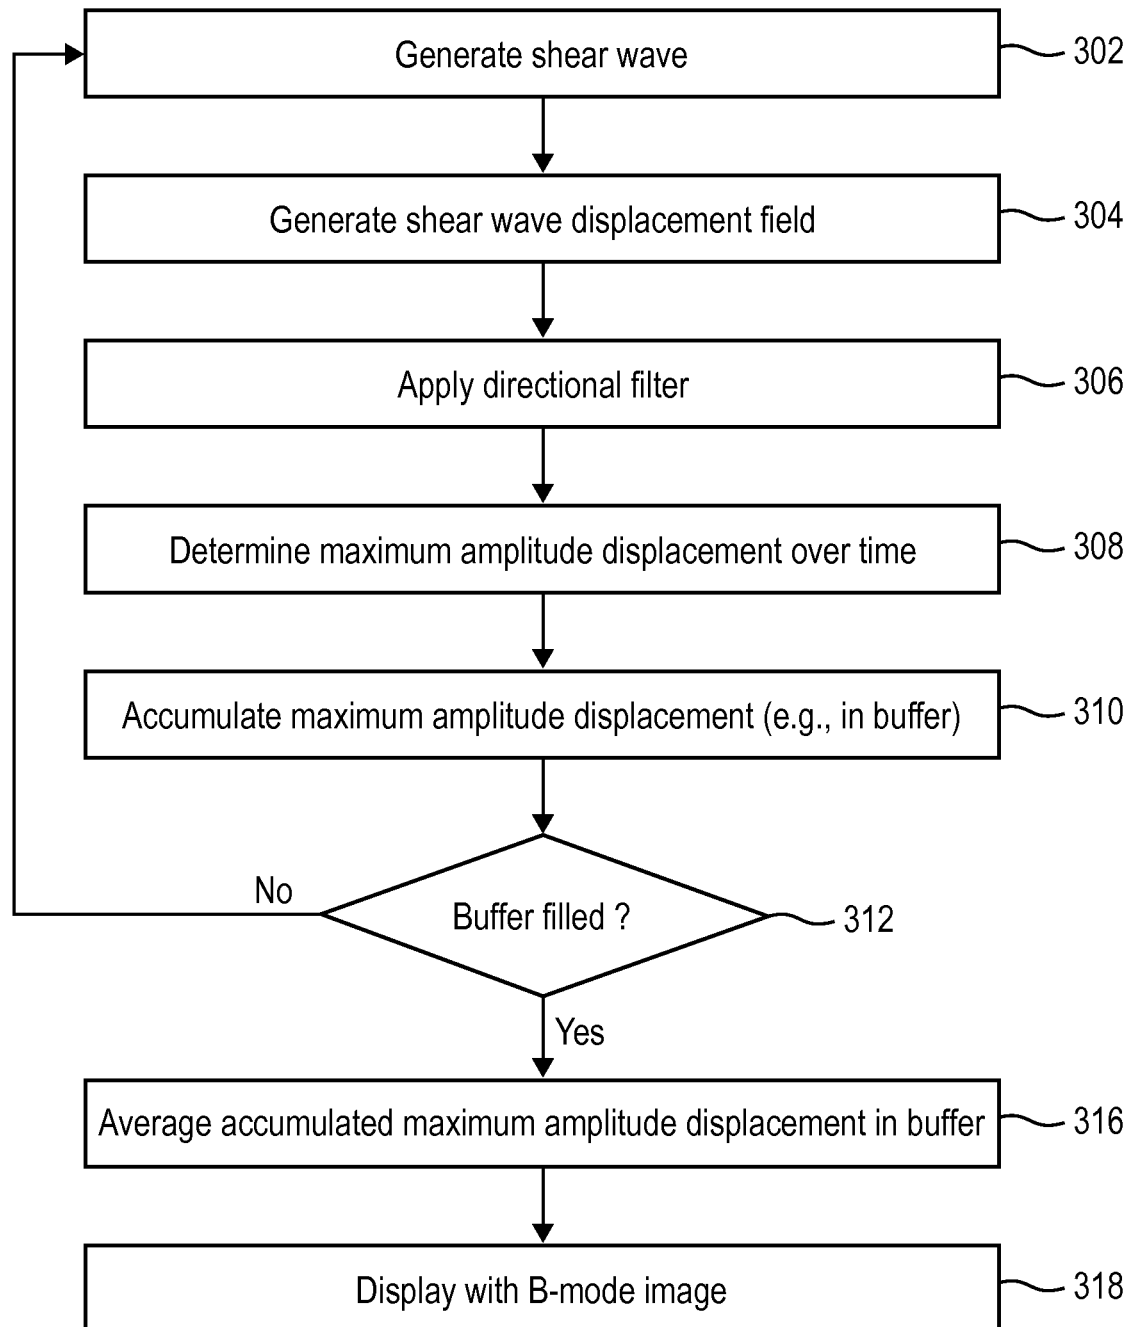 Generate shear wave 302
Generate shear wave displacement field 304
Apply directional filter 306
Determine maximum amplitude displacement over time 308
Accumulate maximum amplitude displacement (e.g., in buffer) 310
No
Buffer filled ? 312
Yes
Average accumulated maximum amplitude displacement in buffer 316
Display with B-mode image 318